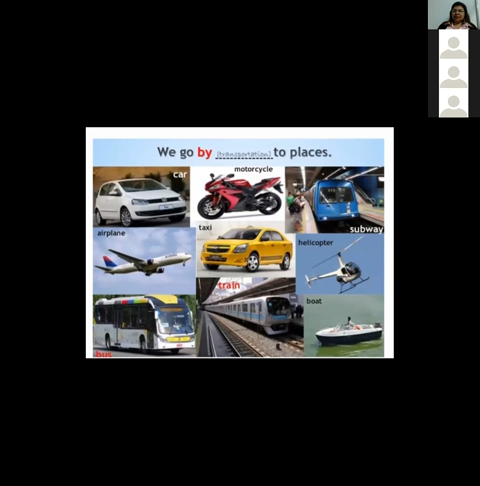 We go by (transportation) to places.
car
motorcycle
subway
airplane
taxi
helicopter
bus
train
boat